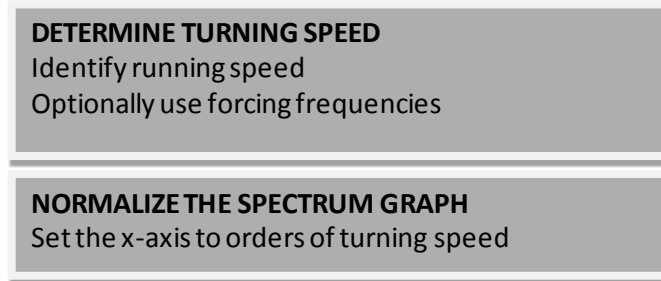 DETERMINE TURNING SPEED
Identify running speed
Optionally use forcing frequencies
NORMALIZE THE SPECTRUM GRAPH
Set the x-axis to orders of turning speed